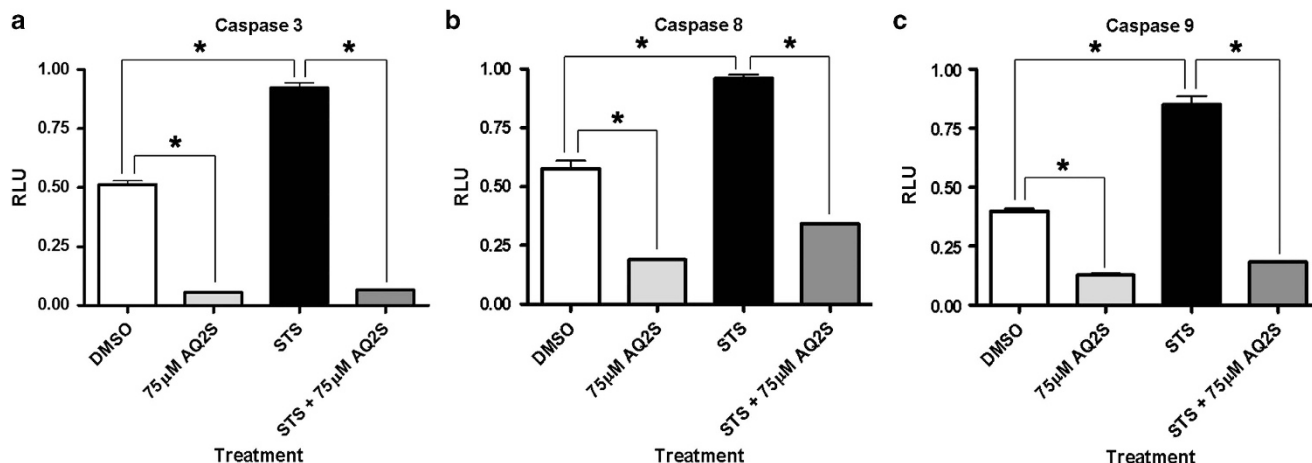 a
Caspase 3
*
*
*
1.00
0.75
0.50
0.25
0.00
RLU
DMSO
75µM AQ2S
STS
STS + 75µM AQ2S
Treatment
b
Caspase 8
*
*
*
1.00
0.75
0.50
0.25
0.00
RLU
DMSO
75µM AQ2S
STS
STS + 75µM AQ2S
Treatment
c
Caspase 9
*
*
*
1.00
0.75
0.50
0.25
0.00
RLU
DMSO
75µM AQ2S
STS
STS + 75µM AQ2S
Treatment